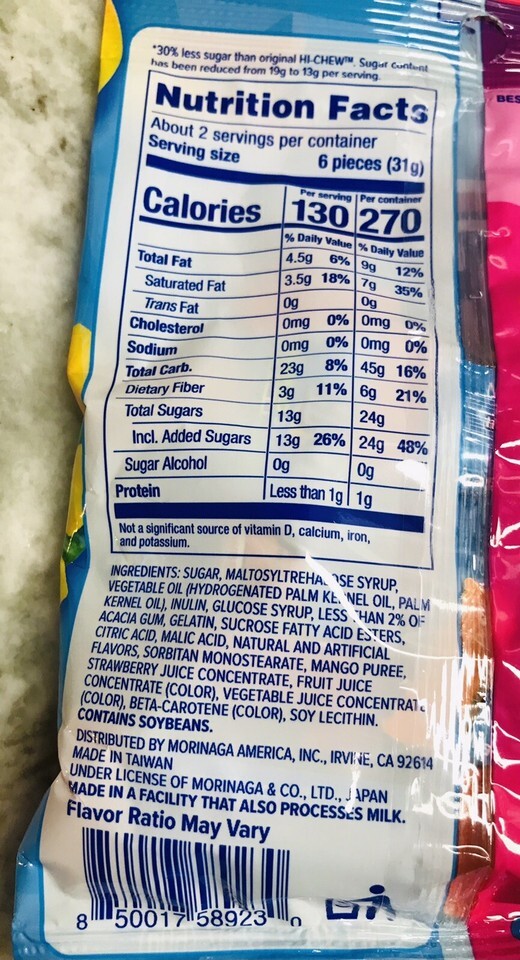 *30% less sugar than original HI-CHEW™. Sugar content
has been reduced from 19g to 13g per serving.
BES
Nutrition Facts
About 2 servings per container
Serving size 6 pieces (31g)
Per serving Per container
Calories 130 270
% Daily Value % Daily Value
Total Fat 4.5g 6% 9g 12%
Saturated Fat 3.5g 18% 7g 35%
Trans Fat 0g 0g
Cholesterol 0mg 0% 0mg 0%
Sodium 0mg 0% 0mg 0%
Total Carb. 23g 8% 45g 16%
Dietary Fiber 3g 11% 6g 21%
Total Sugars 13g 24g
Incl. Added Sugars 13g 26% 24g 48%
Sugar Alcohol 0g 0g
Protein Less than 1g 1g
Not a significant source of vitamin D, calcium, iron,
and potassium.
INGREDIENTS: SUGAR, MALTOSYLTREHALOSE SYRUP,
VEGETABLE OIL (HYDROGENATED PALM KERNEL OIL, PALM
KERNEL OIL), INULIN, GLUCOSE SYRUP, LESS THAN 2% OF
ACACIA GUM, GELATIN, SUCROSE FATTY ACID ESTERS,
CITRIC ACID, MALIC ACID, NATURAL AND ARTIFICIAL
FLAVORS, SORBITAN MONOSTEARATE, MANGO PUREE,
STRAWBERRY JUICE CONCENTRATE, FRUIT JUICE
CONCENTRATE (COLOR), VEGETABLE JUICE CONCENTRATE
(COLOR), BETA-CAROTENE (COLOR), SOY LECITHIN.
CONTAINS SOYBEANS.
DISTRIBUTED BY MORINAGA AMERICA, INC., IRVINE, CA 92614
MADE IN TAIWAN
UNDER LICENSE OF MORINAGA & CO., LTD., JAPAN
MADE IN A FACILITY THAT ALSO PROCESSES MILK.
Flavor Ratio May Vary
8 50017 58923 0